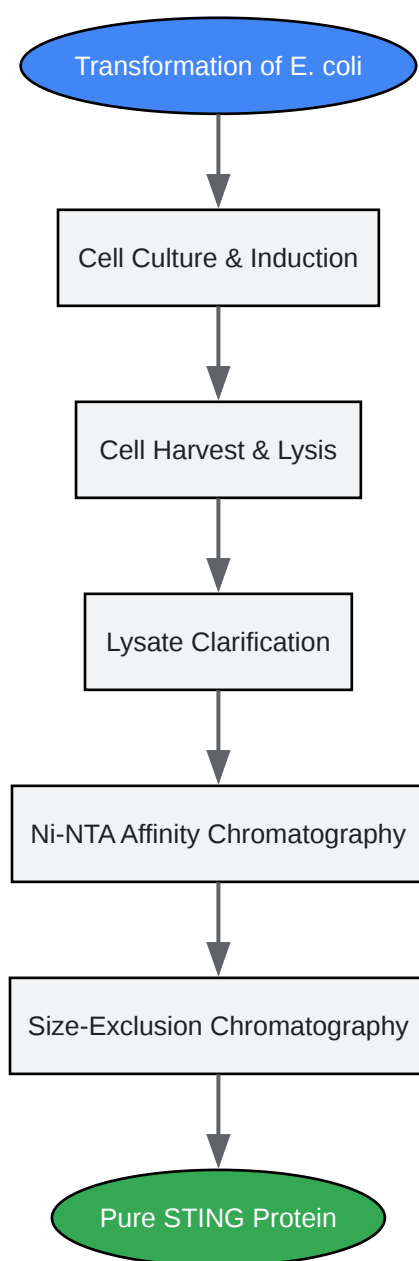 Transformation of E. coli
Cell Culture & Induction
Cell Harvest & Lysis
Lysate Clarification
Ni-NTA Affinity Chromatography
Size-Exclusion Chromatography
Pure STING Protein